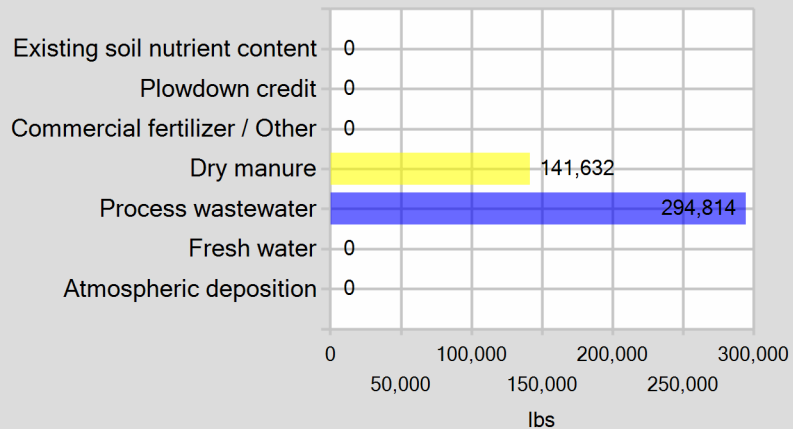 Existing soil nutrient content 0
Plowdown credit 0
Commercial fertilizer / Other 0
Dry manure 141,632
Process wastewater 294,814
Fresh water 0
Atmospheric deposition 0
0 100,000 200,000 300,000
50,000 150,000 250,000
lbs